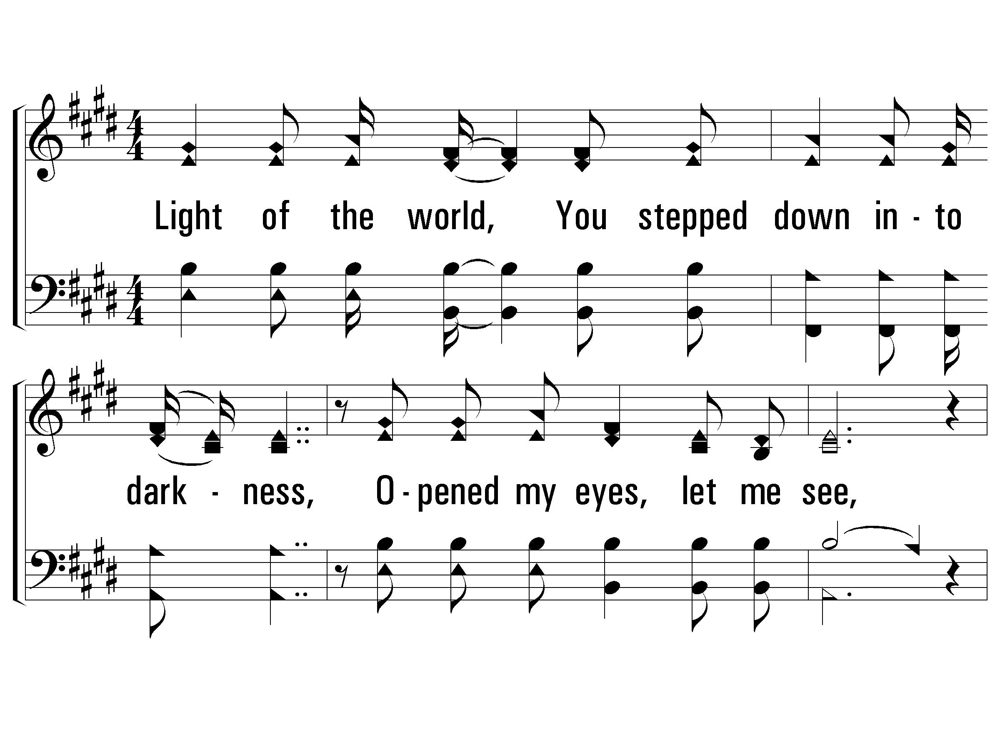 Light of the world, You stepped down in - to
dark - ness, O - pened my eyes, let me see,